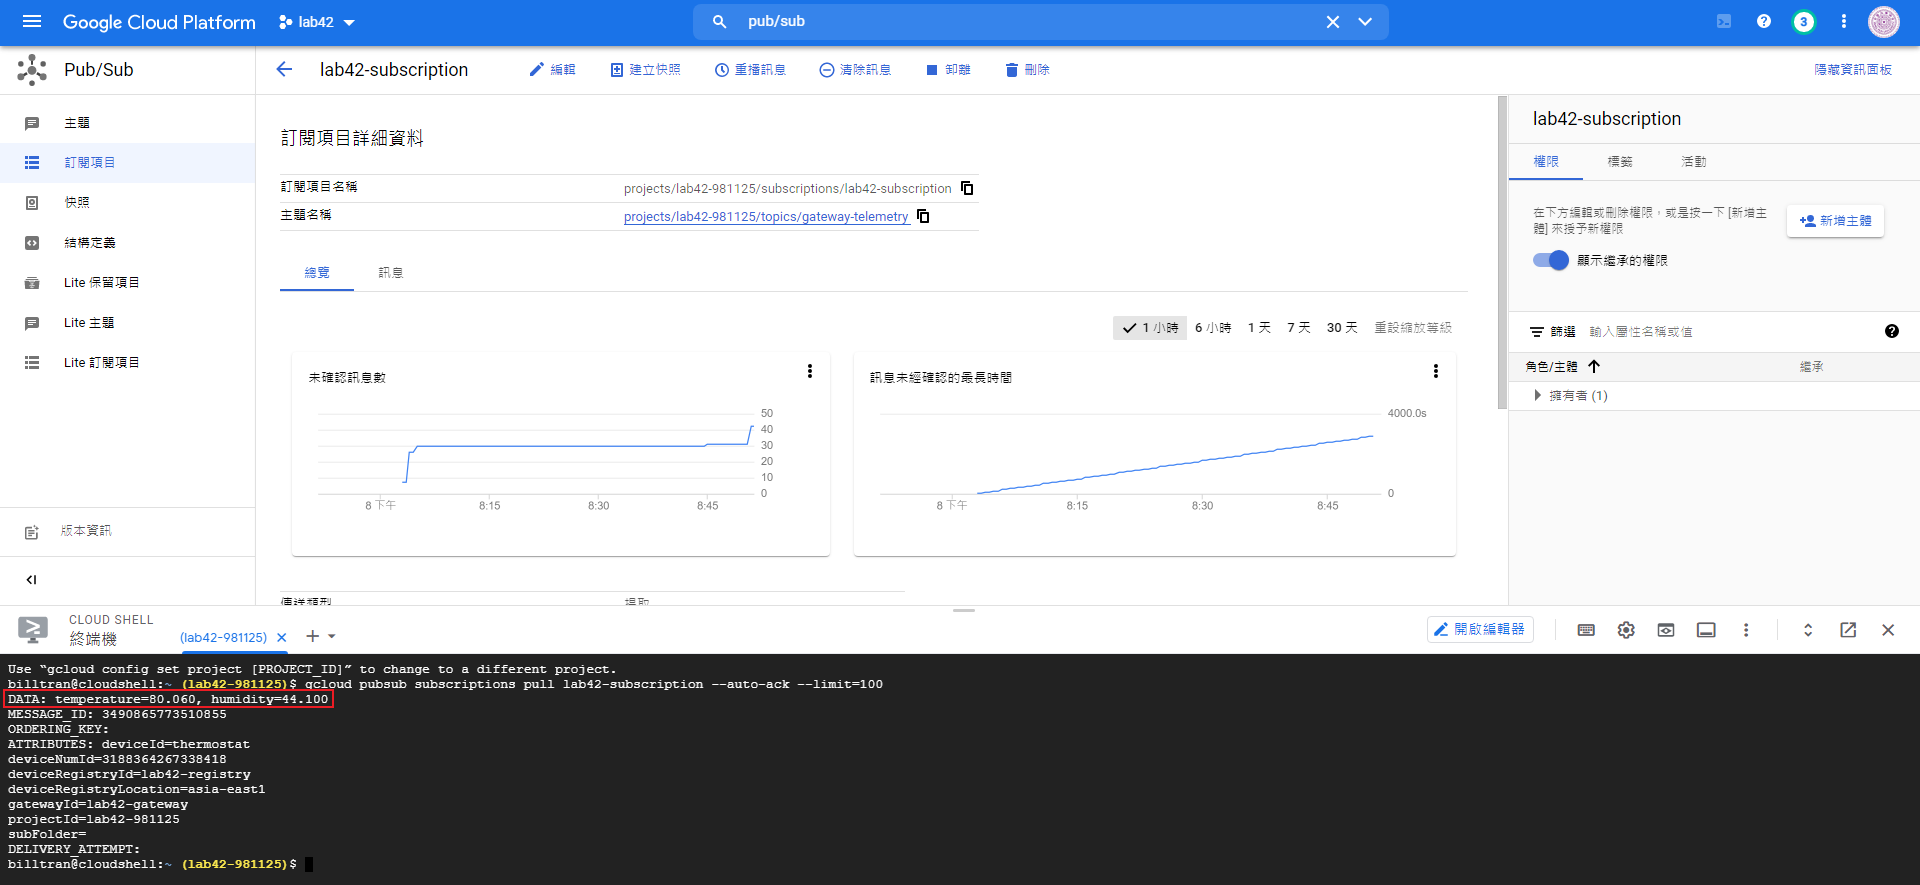 Google Cloud Platform
lab42
pub/sub
3
Pub/Sub
lab42-subscription
編輯
建立快照
重播訊息
清除訊息
卸離
刪除
隱藏資訊面板
主題
訂閱項目
快照
結構定義
Lite 保留項目
Lite 主題
Lite 訂閱項目
版本資訊
訂閱項目詳細資料
訂閱項目名稱
projects/lab42-981125/subscriptions/lab42-subscription
主題名稱
projects/lab42-981125/topics/gateway-telemetry
總覽
訊息
1 小時
6 小時
1 天
7 天
30 天
重設縮放等級
未確認訊息數
50
40
30
20
10
0
8 下午
8:15
8:30
8:45
訊息未經確認的最長時間
4000.0s
0
8 下午
8:15
8:30
8:45
傳送類型
提取
lab42-subscription
權限
標籤
活動
在下方編輯或刪除權限，或是按一下 [新增主
體] 來授予新權限
新增主體
顯示繼承的權限
篩選
輸入屬性名稱或值
角色/主體
繼承
擁有者 (1)
CLOUD SHELL
終端機
(lab42-981125)
開啟編輯器
Use “gcloud config set project [PROJECT_ID]” to change to a different project.
billtran@cloudshell:~ (lab42-981125)$ gcloud pubsub subscriptions pull lab42-subscription --auto-ack --limit=100
DATA: temperature=80.060, humidity=44.100
MESSAGE_ID: 3490865773510855
ORDERING_KEY:
ATTRIBUTES: deviceId=thermostat
deviceNumId=3188364267338418
deviceRegistryId=lab42-registry
deviceRegistryLocation=asia-east1
gatewayId=lab42-gateway
projectId=lab42-981125
subFolder=
DELIVERY_ATTEMPT:
billtran@cloudshell:~ (lab42-981125)$